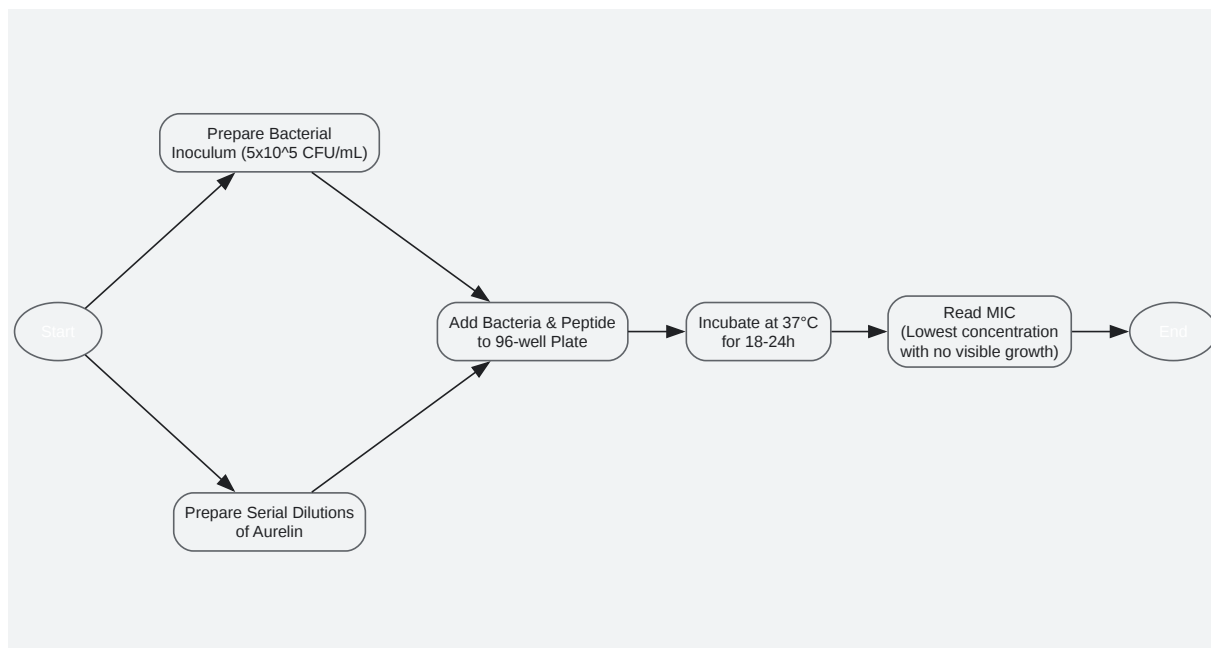 Prepare Bacterial
Inoculum (5x10^5 CFU/mL)
Start
Add Bacteria & Peptide
to 96-well Plate
Incubate at 37°C
for 18-24h
Read MIC
(Lowest concentration
with no visible growth)
End
Prepare Serial Dilutions
of Aurelin